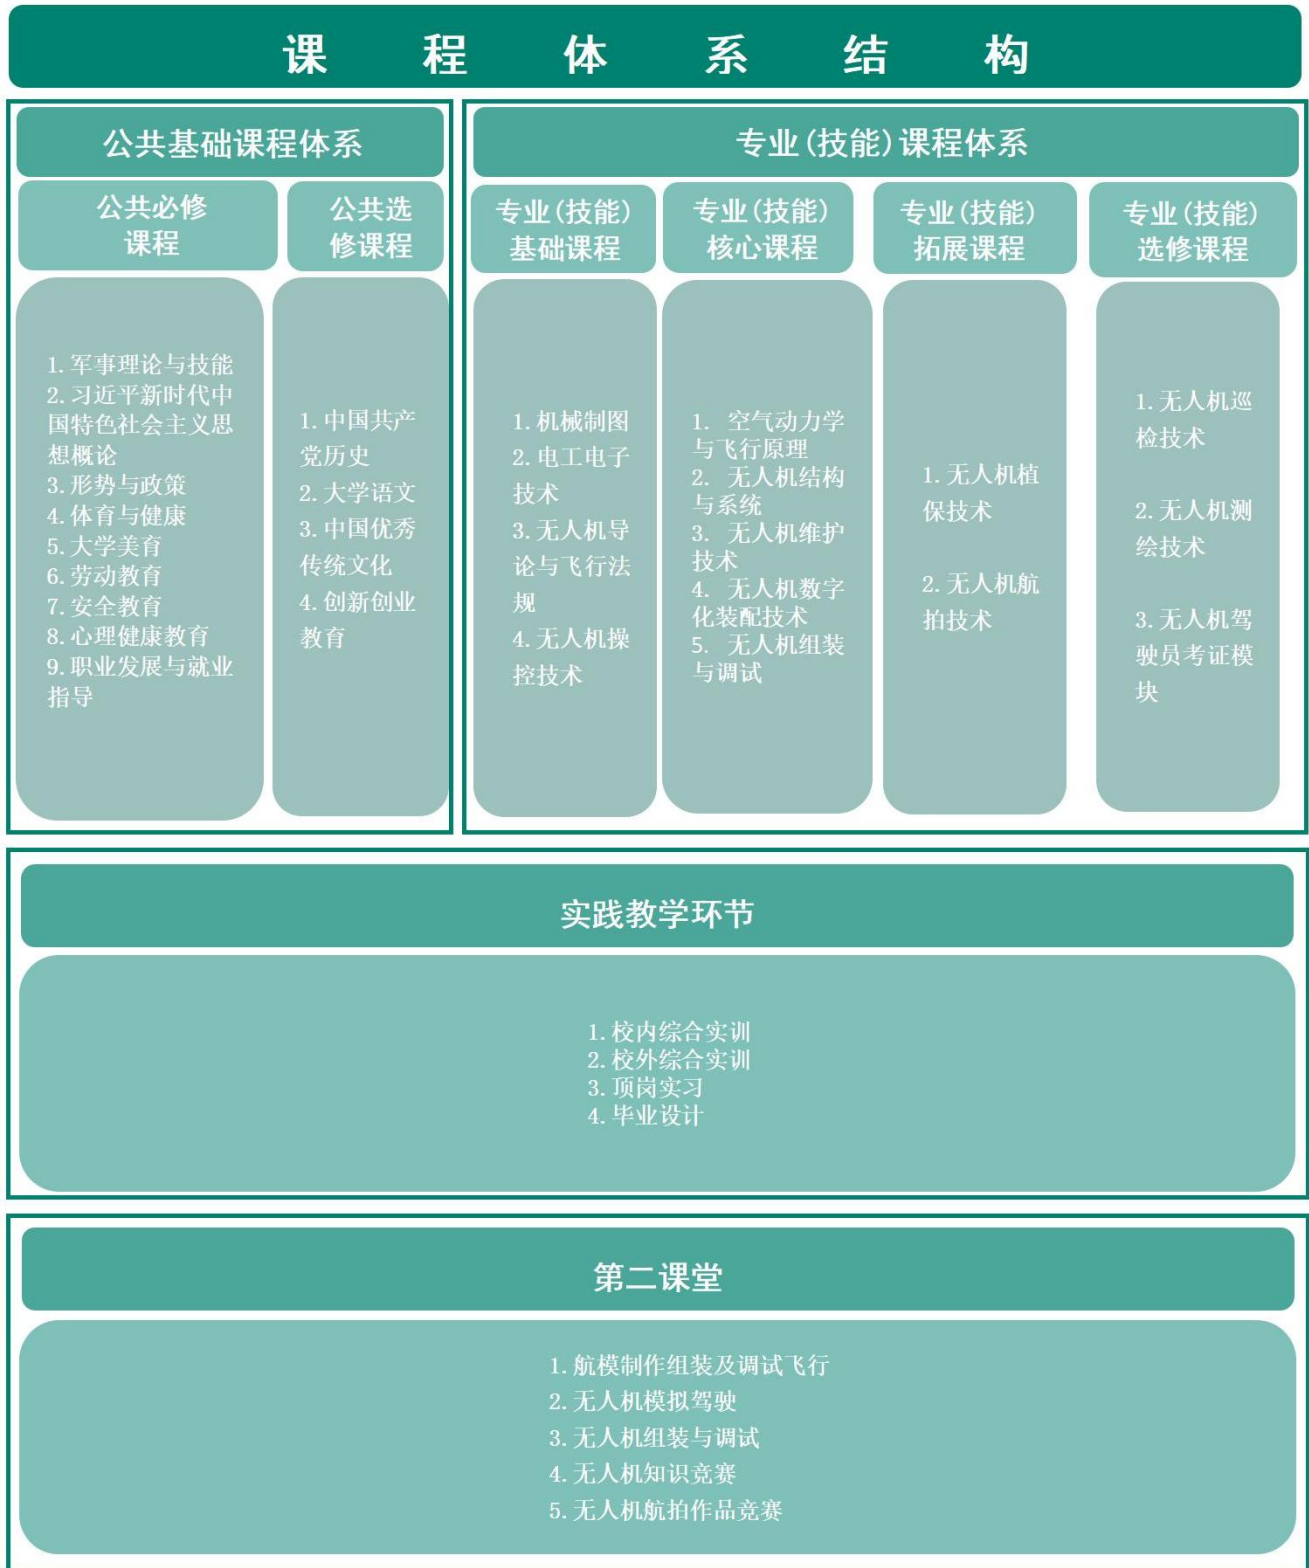 课程体系结构
公共基础课程体系
公共必修
课程
1.军事理论与技能
2.习近平新时代中
国特色社会主义思
想概论
3.形势与政策
4.体育与健康
5.大学美育
6.劳动教育
7.安全教育
8.心理健康教育
9.职业发展与就业
指导
公共选
修课程
1.中国共产
党历史
2.大学语文
3.中国优秀
传统文化
4.创新创业
教育
专业(技能)课程体系
专业(技能)
基础课程
1.机械制图
2.电工电子
技术
3.无人机导
论与飞行法
规
4.无人机操
控技术
专业(技能)
核心课程
1. 空气动力学
与飞行原理
2. 无人机结构
与系统
3. 无人机维护
技术
4. 无人机数字
化装配技术
5. 无人机组装
与调试
专业(技能)
拓展课程
1.无人机植
保技术
2.无人机航
拍技术
专业(技能)
选修课程
1.无人机巡
检技术
2.无人机测
绘技术
3.无人机驾
驶员考证模
块
实践教学环节
1.校内综合实训
2.校外综合实训
3.顶岗实习
4.毕业设计
第二课堂
1.航模制作组装及调试飞行
2.无人机模拟驾驶
3.无人机组装与调试
4.无人机知识竞赛
5.无人机航拍作品竞赛